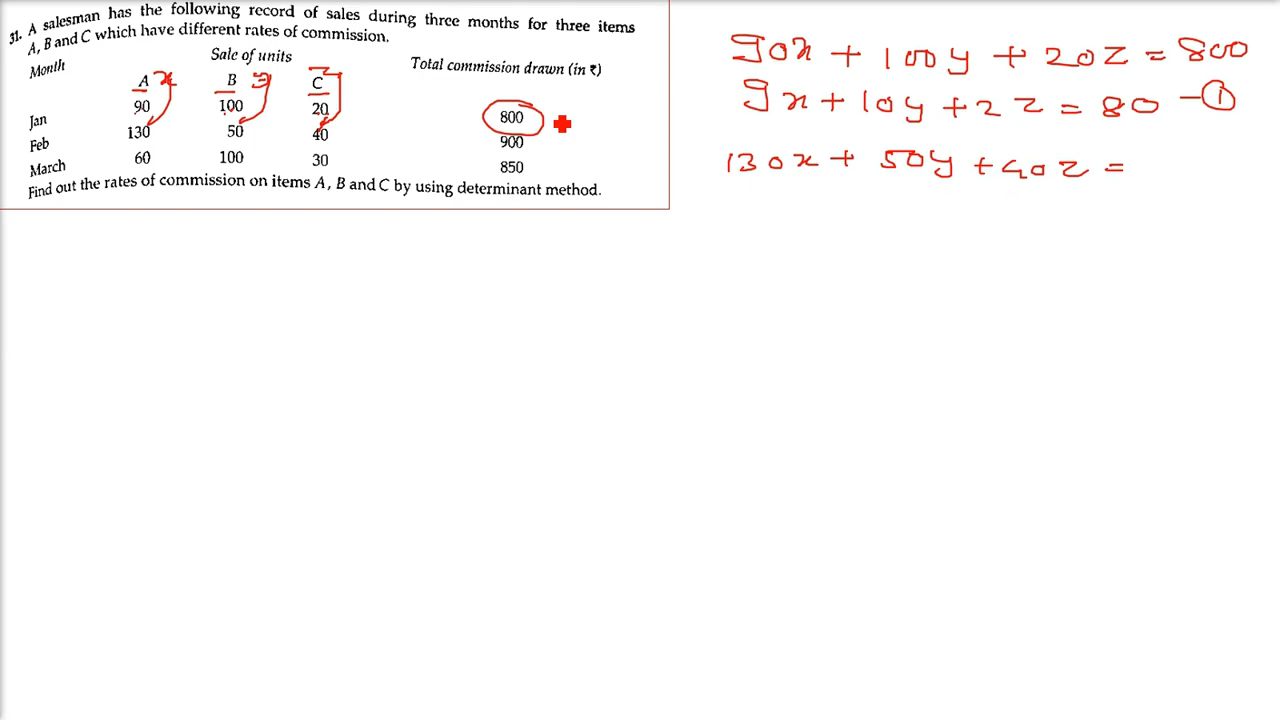 31. A salesman has the following record of sales during three months for three items
A, B and C which have different rates of commission.
Month Sale of units Total commission drawn (in ₹)
A x B y C z
Jan 90 100 20 800
Feb 130 50 40 900
March 60 100 30 850
Find out the rates of commission on items A, B and C by using determinant method.
90x + 100y + 20z = 800
9x + 10y + 2z = 80 - ①
130x + 50y + 40z =